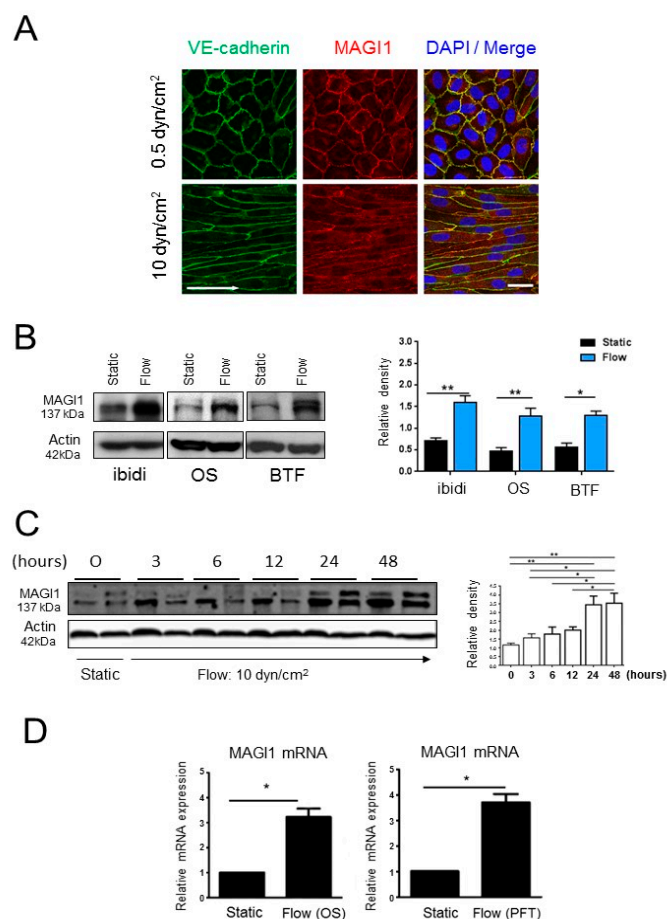 A
VE-cadherin MAGI1 DAPI / Merge
0.5 dyn/cm2
10 dyn/cm2
B
Static Flow Static Flow Static Flow
MAGI1
137 kDa
Actin
42kDa
ibidi OS BTF
Relative density
3.0
2.5
2.0
1.5
1.0
0.5
0.0
Static
Flow
** ** *
ibidi OS BTF
C
(hours) O 3 6 12 24 48
MAGI1
137 kDa
Actin
42kDa
Static Flow: 10 dyn/cm2
Relative density
**
**
*
*
*
*
0 3 6 12 24 48 (hours)
D
MAGI1 mRNA
Relative mRNA expression
5
4
3
2
1
0
*
Static Flow (OS)
MAGI1 mRNA
Relative mRNA expression
5
4
3
2
1
0
*
Static Flow (PFT)